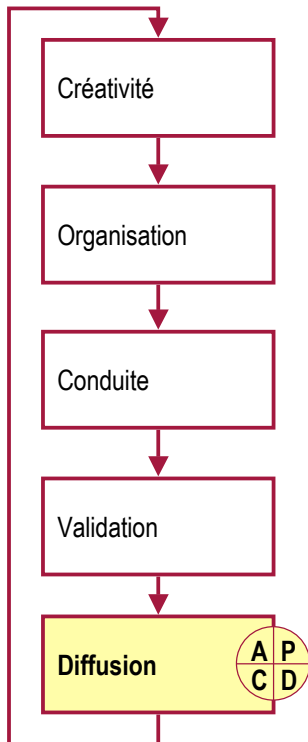 Créativité
Organisation
Conduite
Validation
Diffusion
A P
C D